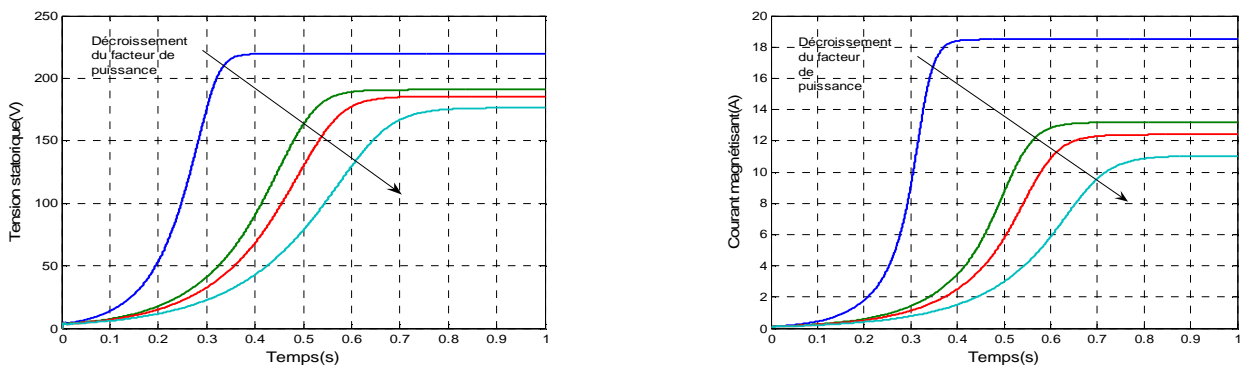 250
200
150
100
50
0
Tension statorique(V)
Décroissement
du facteur de
puissance
0 0.1 0.2 0.3 0.4 0.5 0.6 0.7 0.8 0.9 1
Temps(s)
20
18
16
14
12
10
8
6
4
2
0
Courant magnétisant(A)
Décroissement
du facteur
de
puissance
0 0.1 0.2 0.3 0.4 0.5 0.6 0.7 0.8 0.9 1
Temps(s)